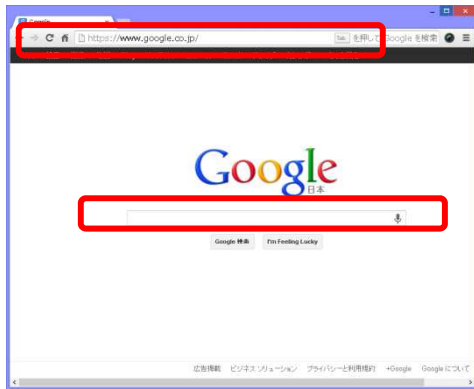 Google
https://www.google.co.jp/ Tab を押して Google を検索
Google
日本
Google 検索 I'm Feeling Lucky
広告掲載 ビジネス ソリューション プライバシーと利用規約 +Google Google について